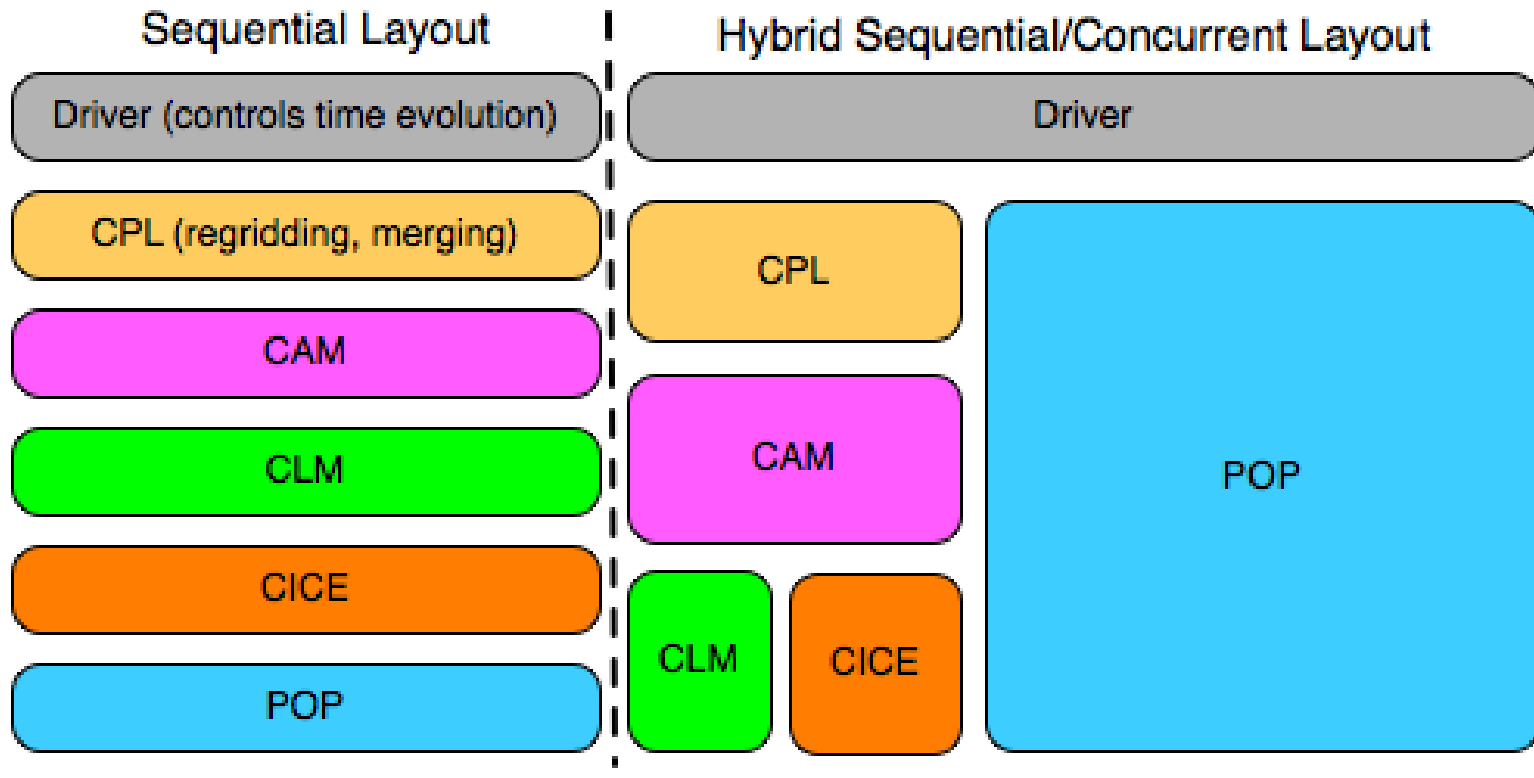 Sequential Layout
Driver (controls time evolution)
CPL (regridding, merging)
CAM
CLM
CICE
POP
Hybrid Sequential/Concurrent Layout
Driver
CPL
CAM
CLM
CICE
POP